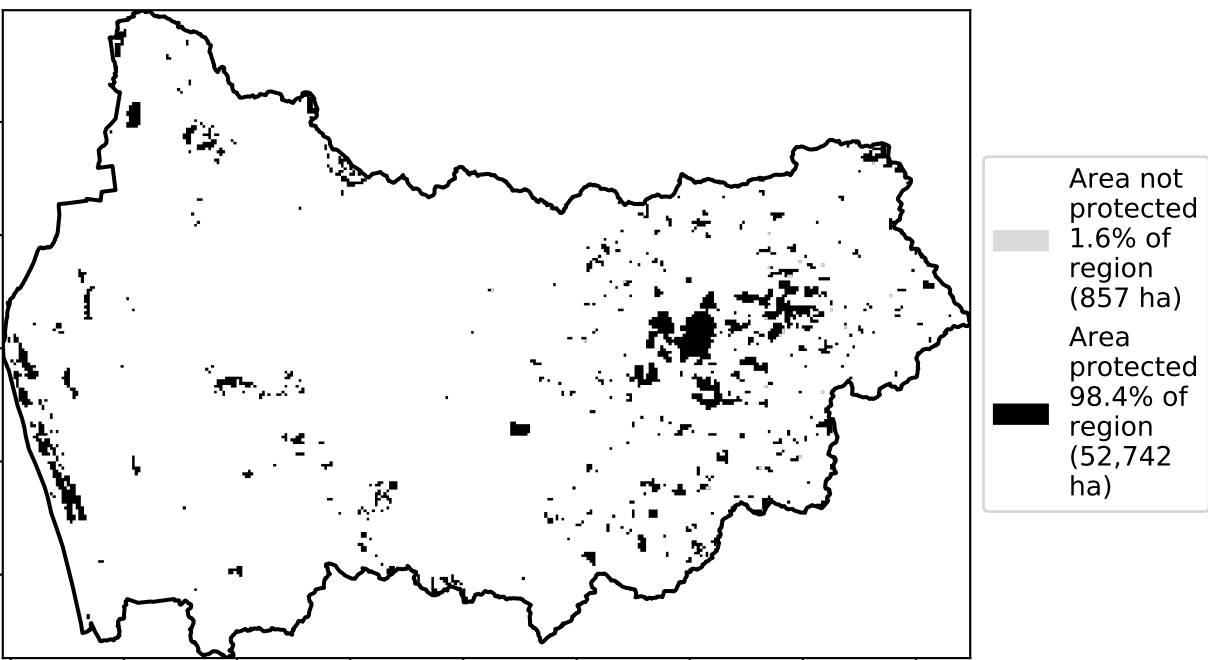 Area not
protected
1.6% of
region
(857 ha)
Area
protected
98.4% of
region
(52,742
ha)